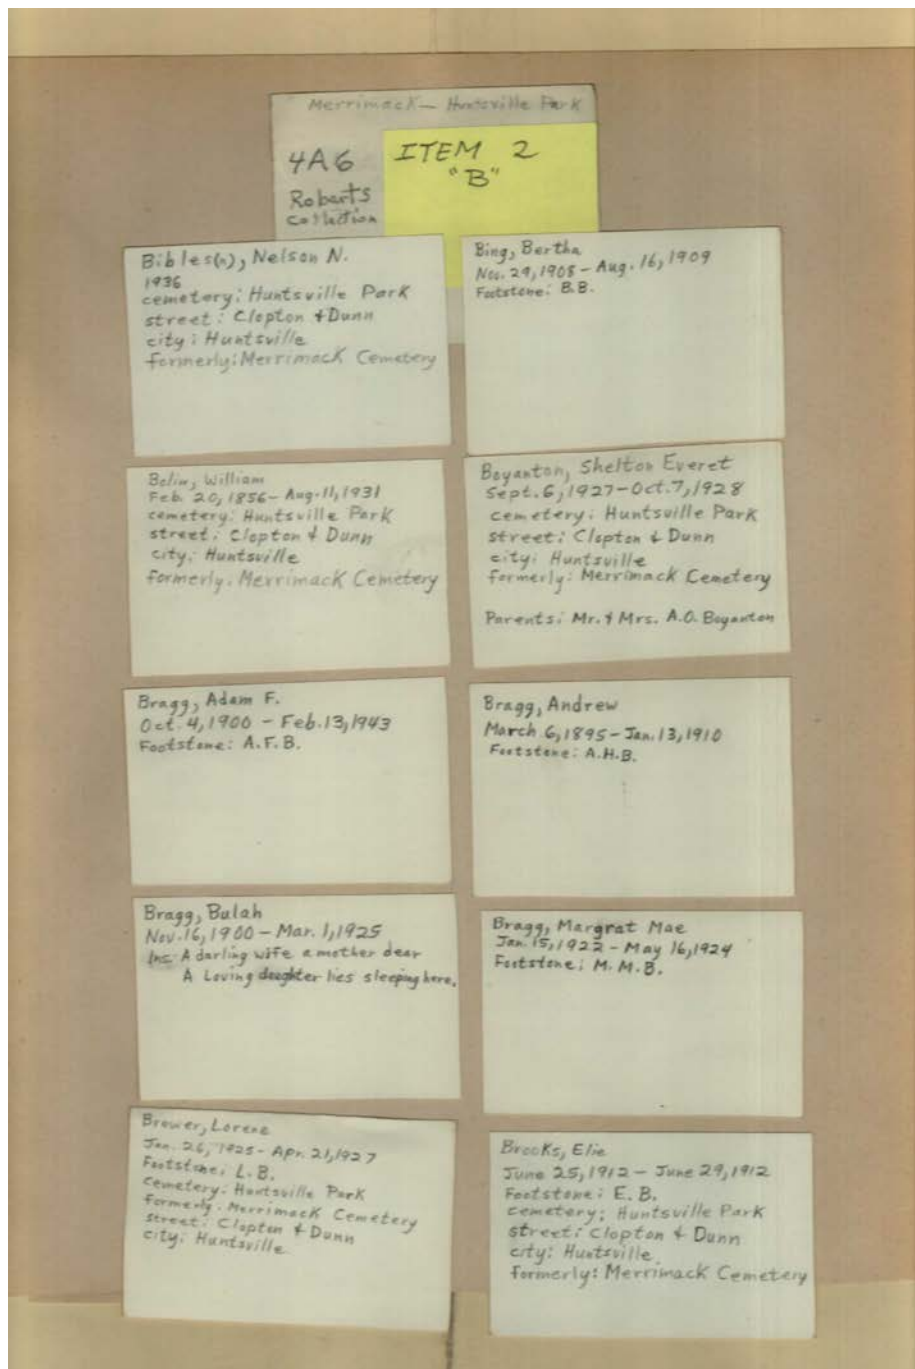 Merrimack — Huntsville Park
4A6
Roberts
Collection
ITEM 2
"B"
Bibles(n), Nelson N.
1936
cemetery: Huntsville Park
street: Clopton & Dunn
city: Huntsville
formerly: Merrimack Cemetery
Bing, Bertha
Nov. 29, 1908 - Aug. 16, 1909
Footstone: B.B.
Bolin, William
Feb. 20, 1856 - Aug. 11, 1931
cemetery: Huntsville Park
street: Clopton & Dunn
city: Huntsville
formerly: Merrimack Cemetery
Boyanton, Shelton Everet
Sept. 6, 1927 - Oct. 7, 1928
cemetery: Huntsville Park
street: Clopton & Dunn
city: Huntsville
formerly: Merrimack Cemetery
Parents: Mr. & Mrs. A.O. Boyanton
Bragg, Adam F.
Oct. 4, 1900 - Feb. 13, 1943
Footstone: A.F.B.
Bragg, Andrew
March 6, 1895 - Jan. 13, 1910
Footstone: A.H.B.
Bragg, Bulah
Nov. 16, 1900 - Mar. 1, 1925
Ins: A darling wife a mother dear
A Loving daughter lies sleeping here.
Bragg, Margrat Mae
Jan. 15, 1922 - May 16, 1924
Footstone: M.M.B.
Brower, Lorene
Jan. 26, 1925 - Apr. 21, 1927
Footstone: L.B.
Cemetery: Huntsville Park
formerly: Merrimack Cemetery
street: Clopton & Dunn
city: Huntsville
Brooks, Elie
June 25, 1912 - June 29, 1912
Footstone: E.B.
cemetery: Huntsville Park
street: Clopton & Dunn
city: Huntsville
formerly: Merrimack Cemetery